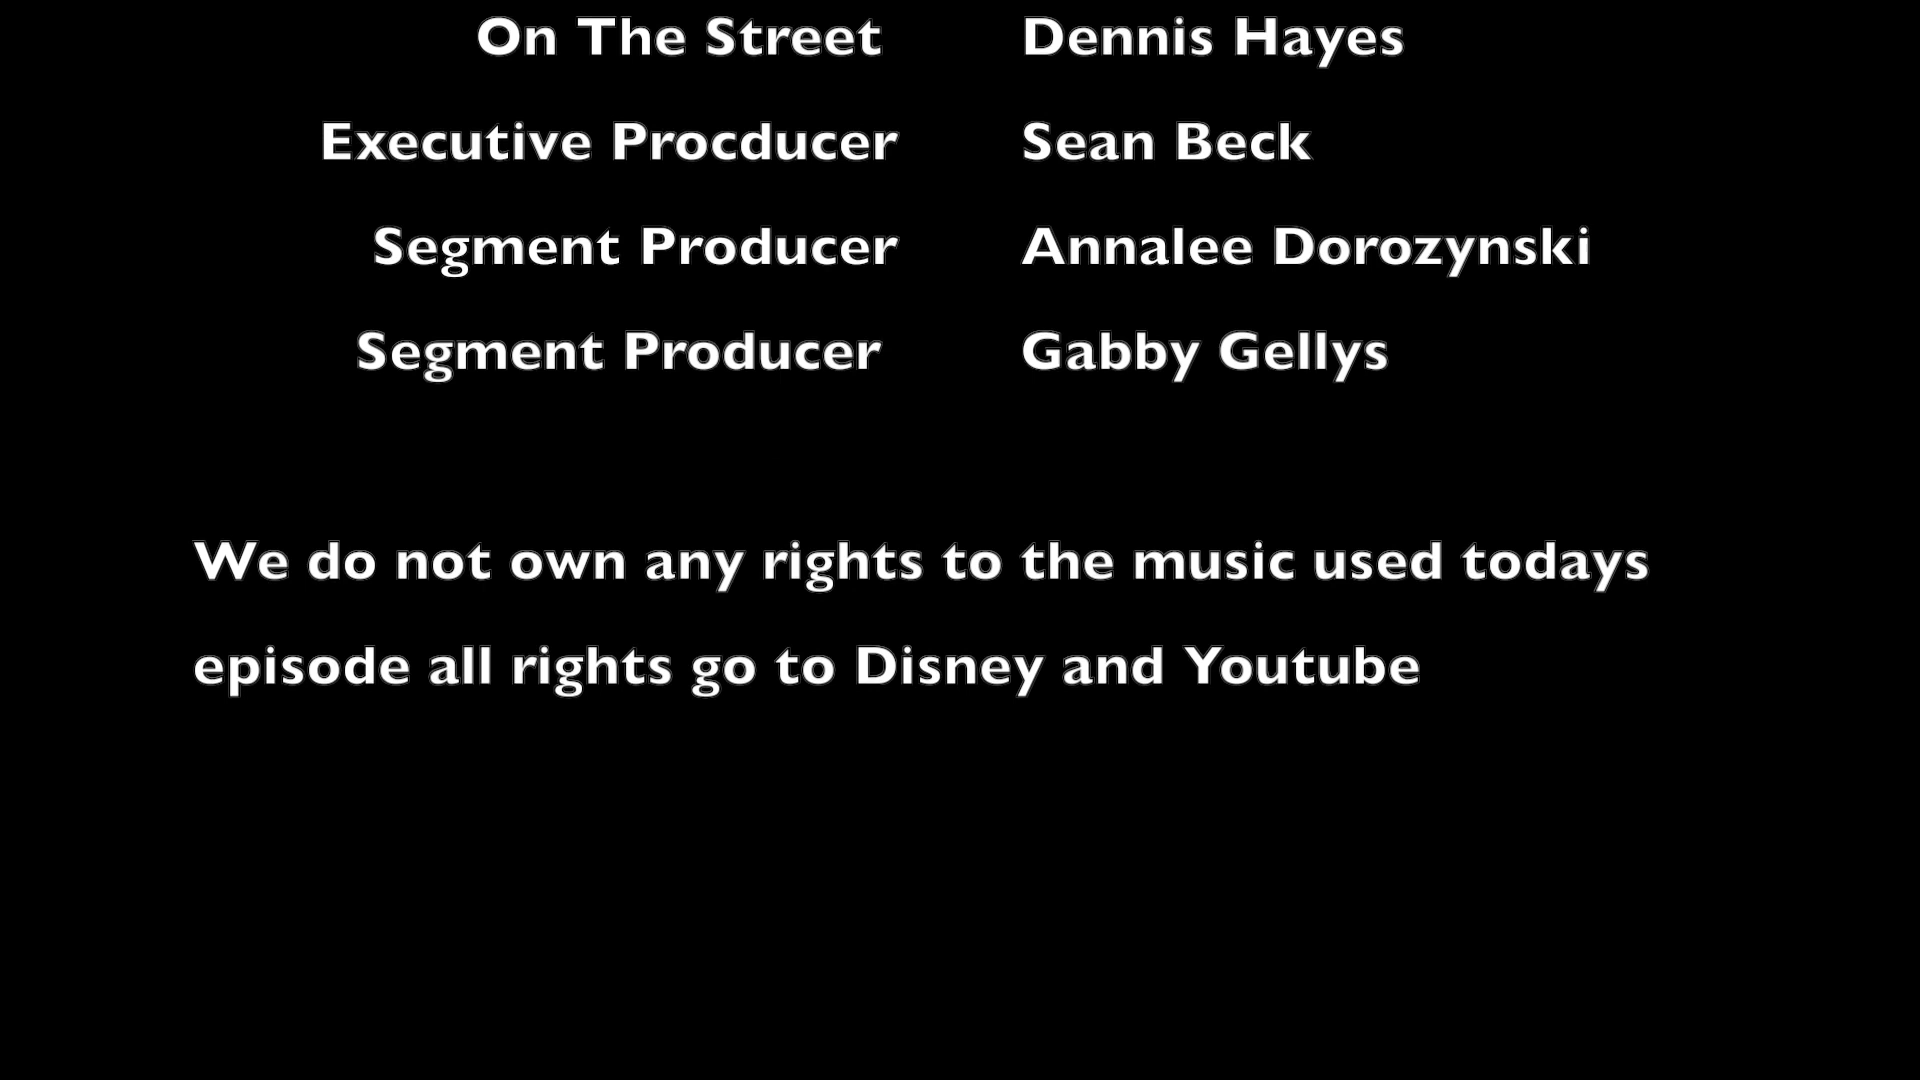 On The Street Dennis Hayes
Executive Procducer Sean Beck
Segment Producer Annalee Dorozynski
Segment Producer Gabby Gellys
We do not own any rights to the music used todays
episode all rights go to Disney and Youtube